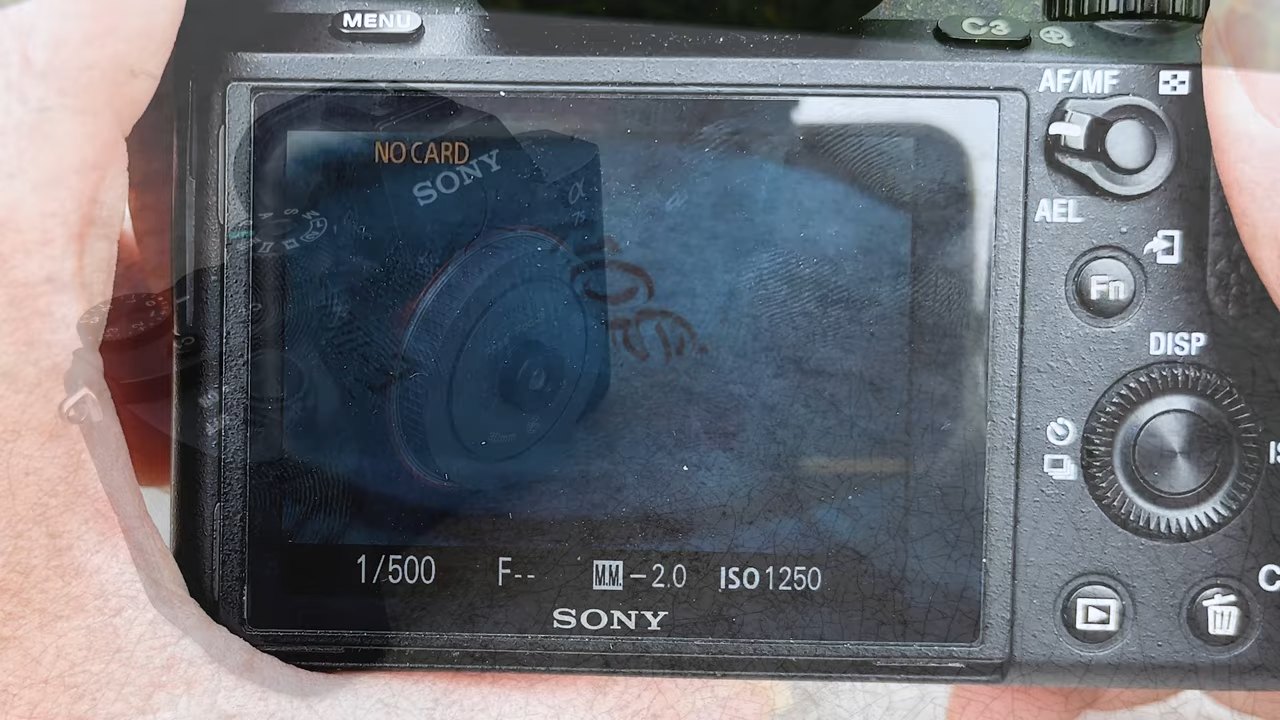 MENU
C3
AF/MF
NO CARD
SONY
α
AEL
Fn
DISP
1/500 F-- M.M. -2.0 ISO 1250
SONY